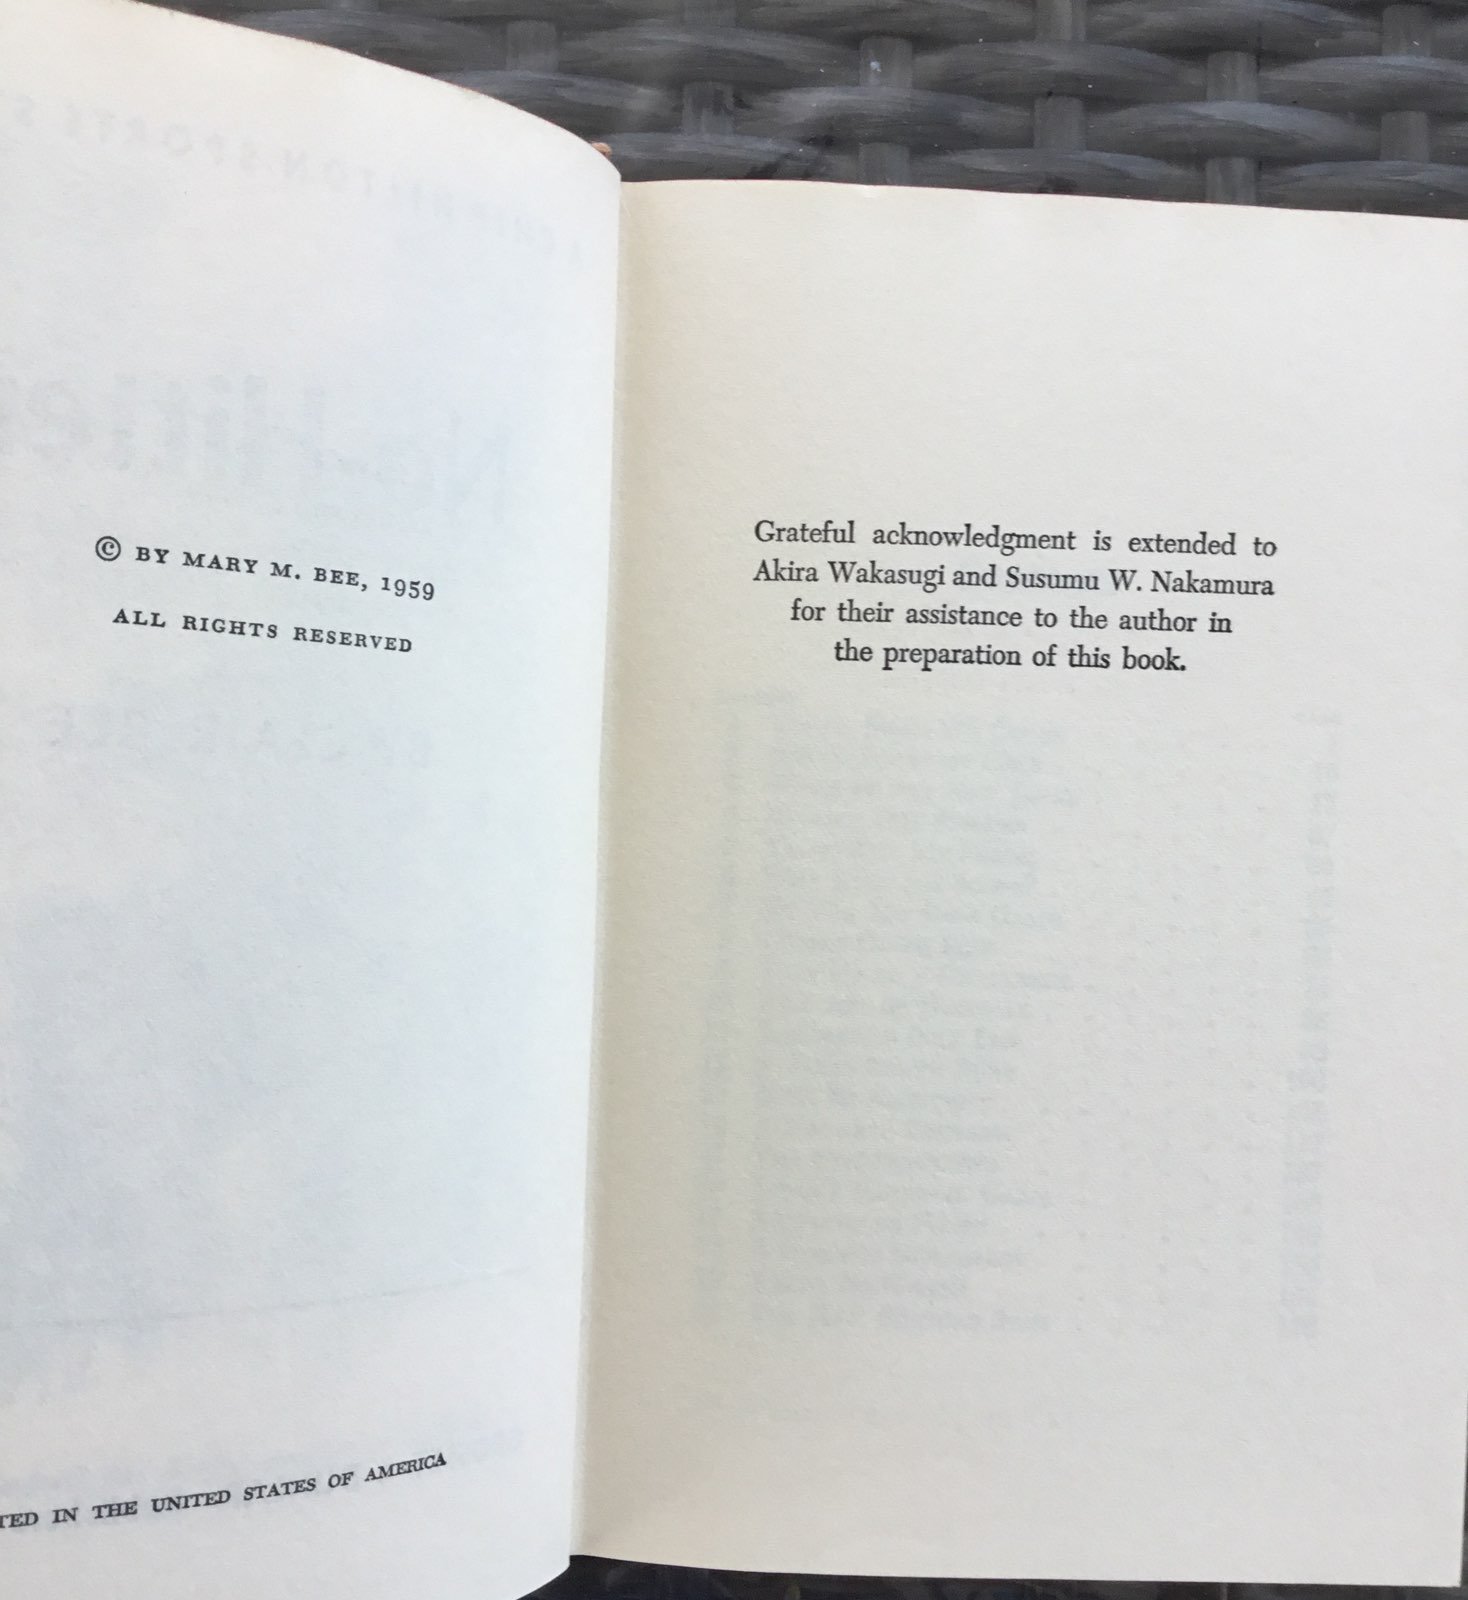 © BY MARY M. BEE, 1959
ALL RIGHTS RESERVED
IN THE UNITED STATES OF AMERICA
Grateful acknowledgment is extended to
Akira Wakasugi and Susumu W. Nakamura
for their assistance to the author in
the preparation of this book.